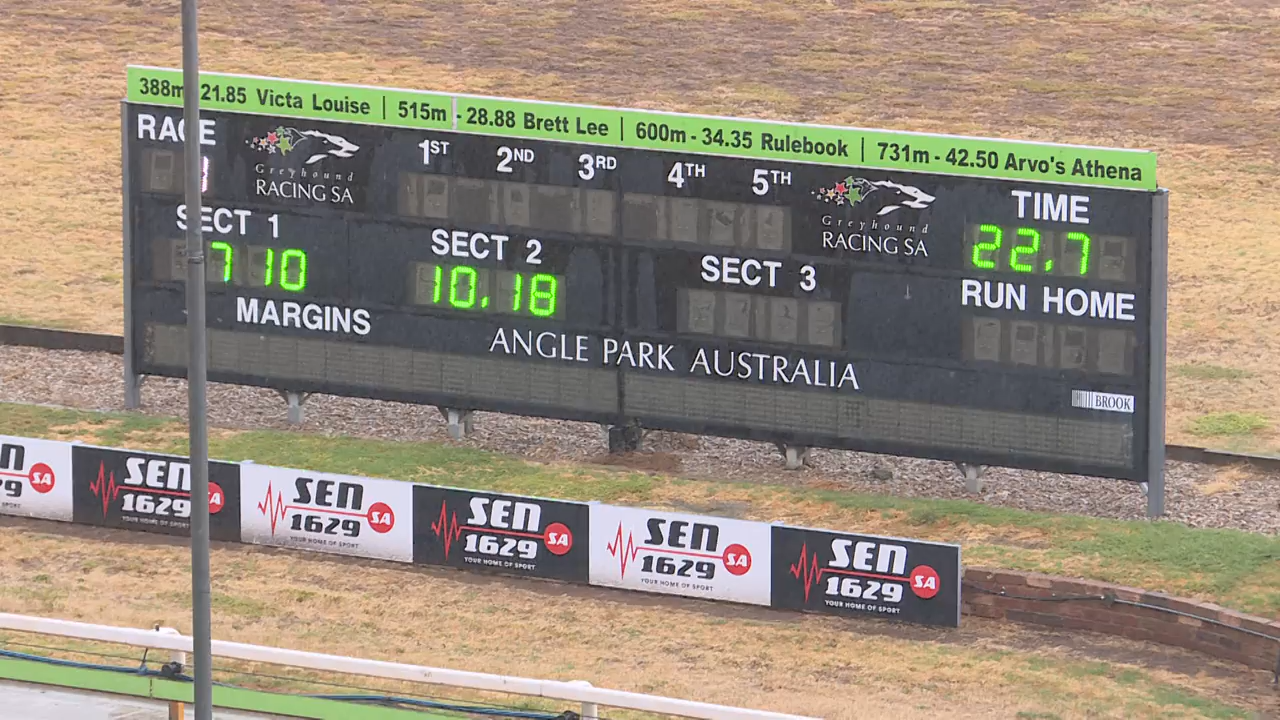 388m 21.85 Victa Louise | 515m - 28.88 Brett Lee | 600m - 34.35 Rulebook | 731m - 42.50 Arvo's Athena
RACE
Greyhound
RACING SA
1ST 2ND 3RD 4TH 5TH
Greyhound
RACING SA
TIME
22.7
SECT 1
7 10
SECT 2
10.18
SECT 3
RUN HOME
MARGINS
ANGLE PARK AUSTRALIA
BROOK
SEN
1629
SA
YOUR HOME OF SPORT
SEN
1629
SA
YOUR HOME OF SPORT
SEN
1629
SA
YOUR HOME OF SPORT
SEN
1629
SA
YOUR HOME OF SPORT
SEN
1629
SA
YOUR HOME OF SPORT